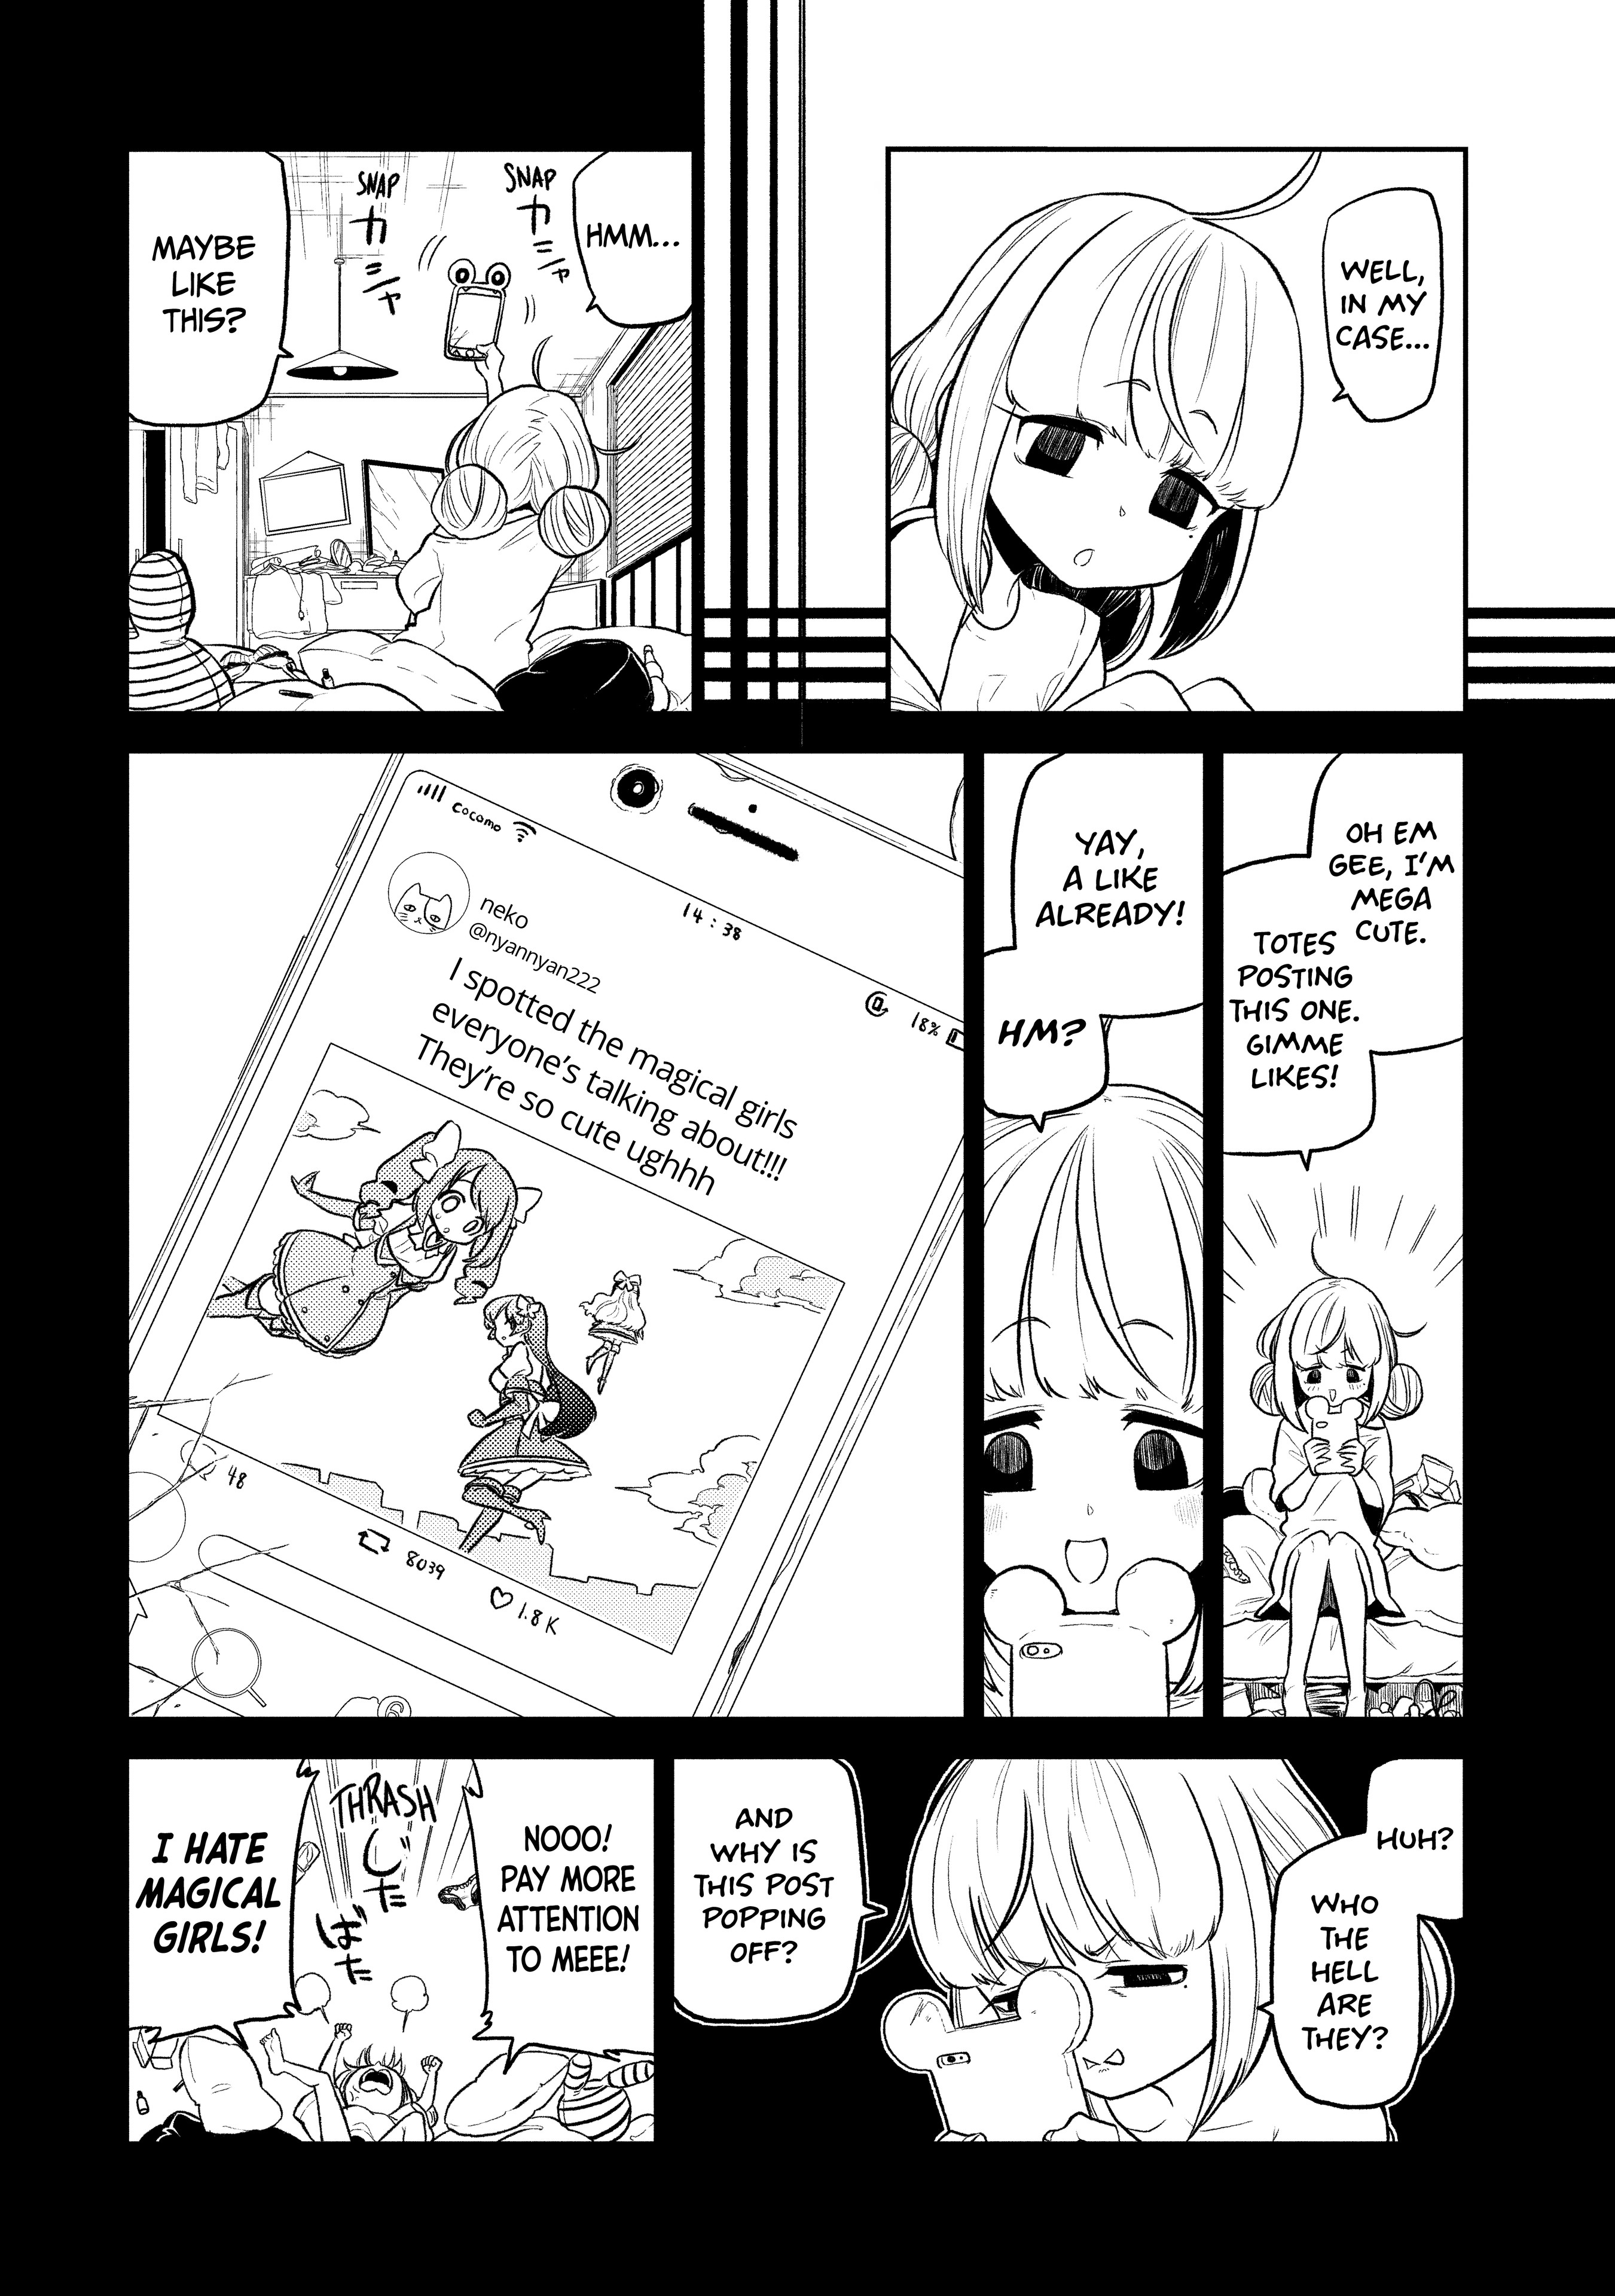 WELL,
IN MY
CASE...
HMM...
SNAP
カニャ
SNAP
カニャ
MAYBE
LIKE
THIS?
OH EM
GEE, I'M
MEGA
CUTE.
TOTES
POSTING
THIS ONE.
GIMME
LIKES!
YAY,
A LIKE
ALREADY!
HM?
cocomo
14:38
18%
neko
@nyannyan222
I spotted the magical girls
everyone's talking about!!!
They're so cute ughhh
48
8039
1.8K
HUH?
WHO
THE
HELL
ARE
THEY?
AND
WHY IS
THIS POST
POPPING
OFF?
NOOO!
PAY MORE
ATTENTION
TO MEEE!
THRASH
じた
ばた
I HATE
MAGICAL
GIRLS!